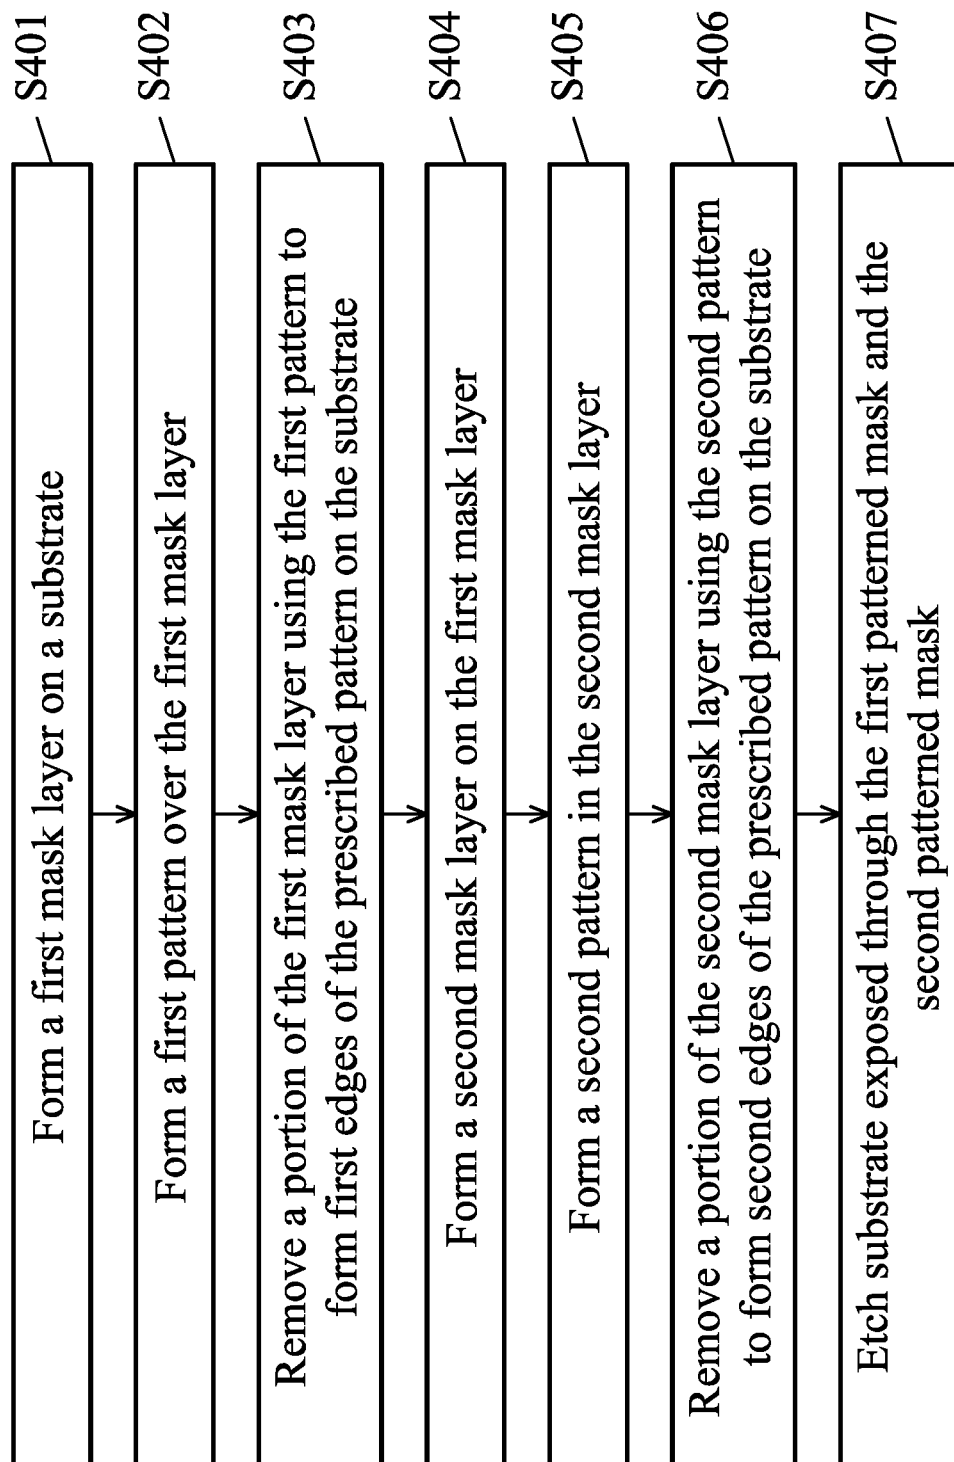 Form a first mask layer on a substrate
S401
Form a first pattern over the first mask layer
S402
Remove a portion of the first mask layer using the first pattern to
form first edges of the prescribed pattern on the substrate
S403
Form a second mask layer on the first mask layer
S404
Form a second pattern in the second mask layer
S405
Remove a portion of the second mask layer using the second pattern
to form second edges of the prescribed pattern on the substrate
S406
Etch substrate exposed through the first patterned mask and the
second patterned mask
S407